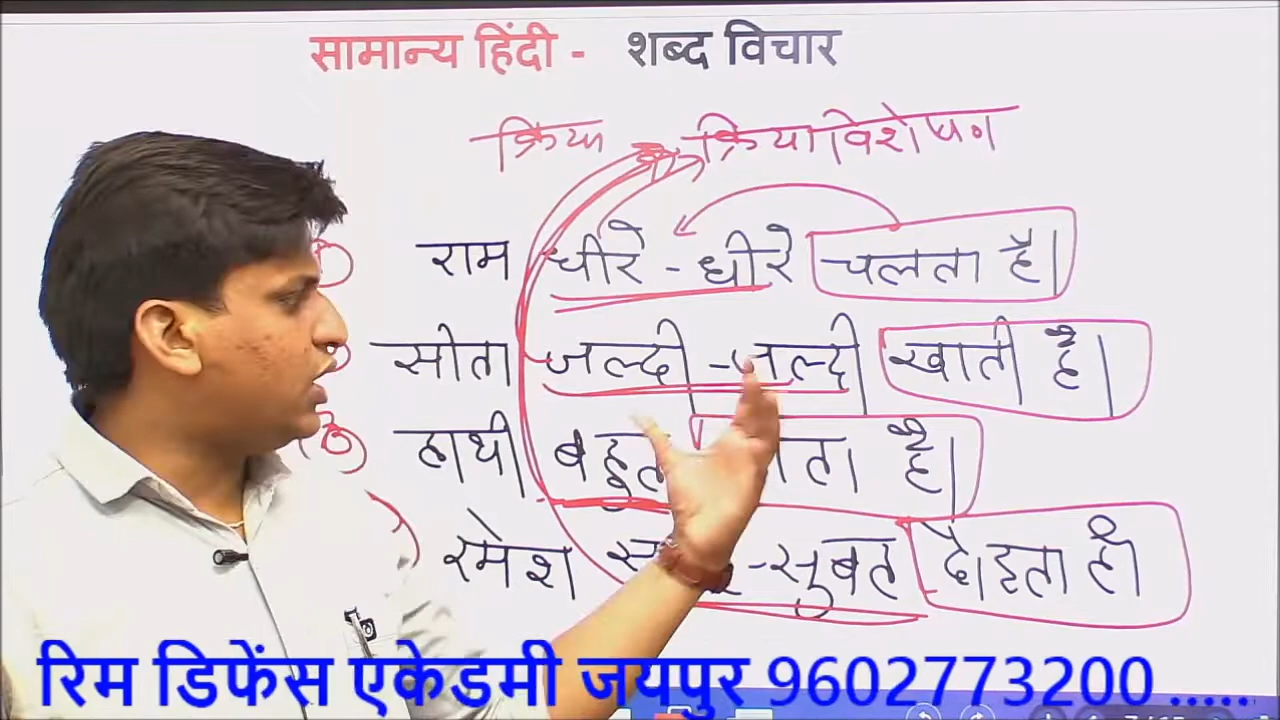 सामान्य हिंदी - शब्द विचार
क्रिया क्रियाविशेषण
राम धीरे - धीरे चलता है।
सीता जल्दी - जल्दी खाती है।
हाथी बहुत है।
रमेश - सुबह दौड़ता है।
रिम डिफेंस एकेडमी जयपुर 9602773200 .....